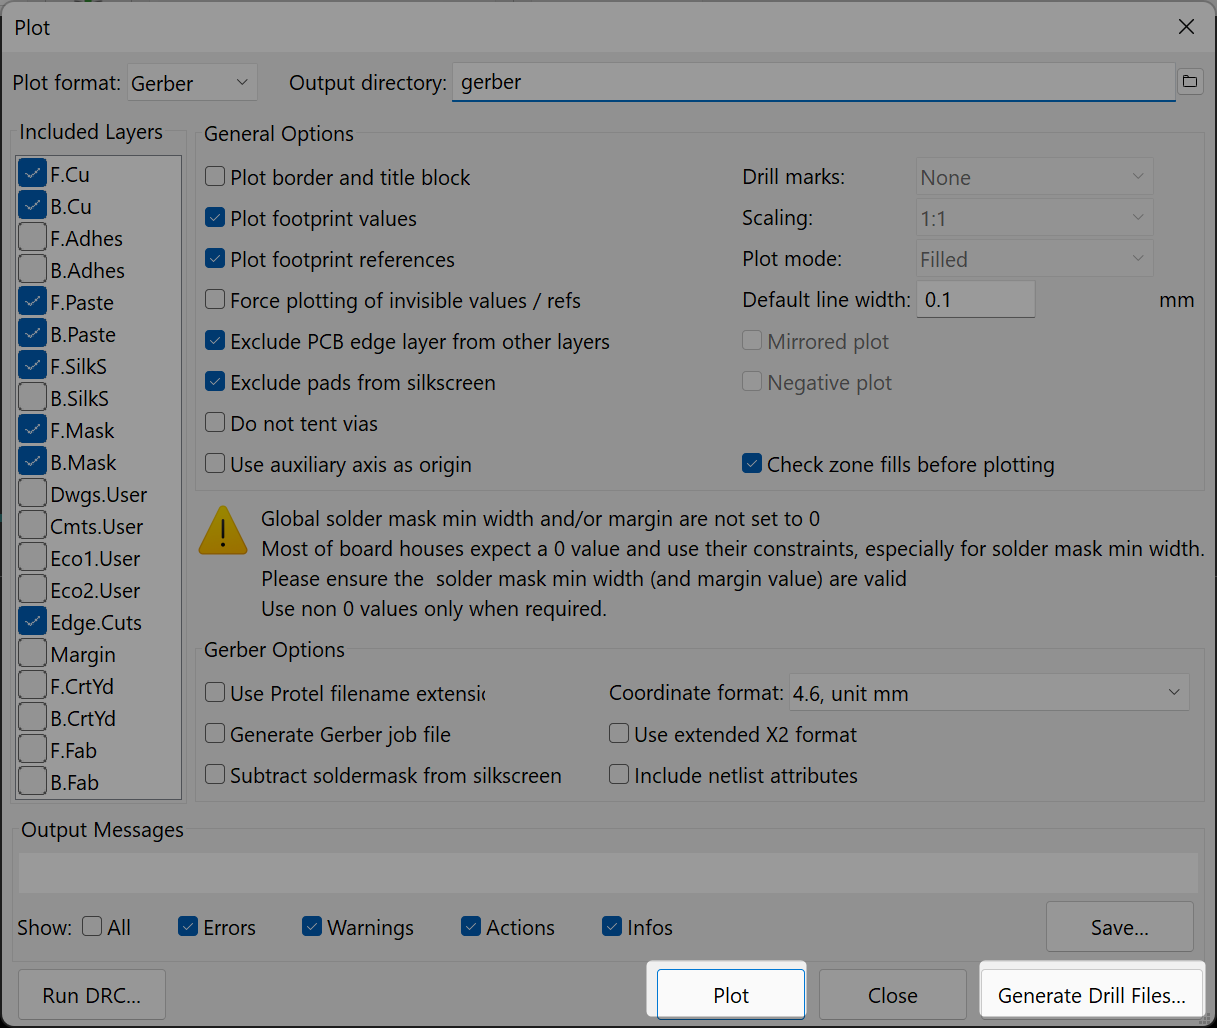 Plot
Plot format: Gerber Output directory: gerber
Included Layers
F.Cu
B.Cu
F.Adhes
B.Adhes
F.Paste
B.Paste
F.SilkS
B.SilkS
F.Mask
B.Mask
Dwgs.User
Cmts.User
Eco1.User
Eco2.User
Edge.Cuts
Margin
F.CrtYd
B.CrtYd
F.Fab
B.Fab
General Options
Plot border and title block
Plot footprint values
Plot footprint references
Force plotting of invisible values / refs
Exclude PCB edge layer from other layers
Exclude pads from silkscreen
Do not tent vias
Use auxiliary axis as origin
Drill marks: None
Scaling: 1:1
Plot mode: Filled
Default line width: 0.1 mm
Mirrored plot
Negative plot
Check zone fills before plotting
Global solder mask min width and/or margin are not set to 0
Most of board houses expect a 0 value and use their constraints, especially for solder mask min width.
Please ensure the  solder mask min width (and margin value) are valid
Use non 0 values only when required.
Gerber Options
Use Protel filename extensic
Generate Gerber job file
Subtract soldermask from silkscreen
Coordinate format: 4.6, unit mm
Use extended X2 format
Include netlist attributes
Output Messages
Show: All Errors Warnings Actions Infos Save...
Run DRC... Plot Close Generate Drill Files...